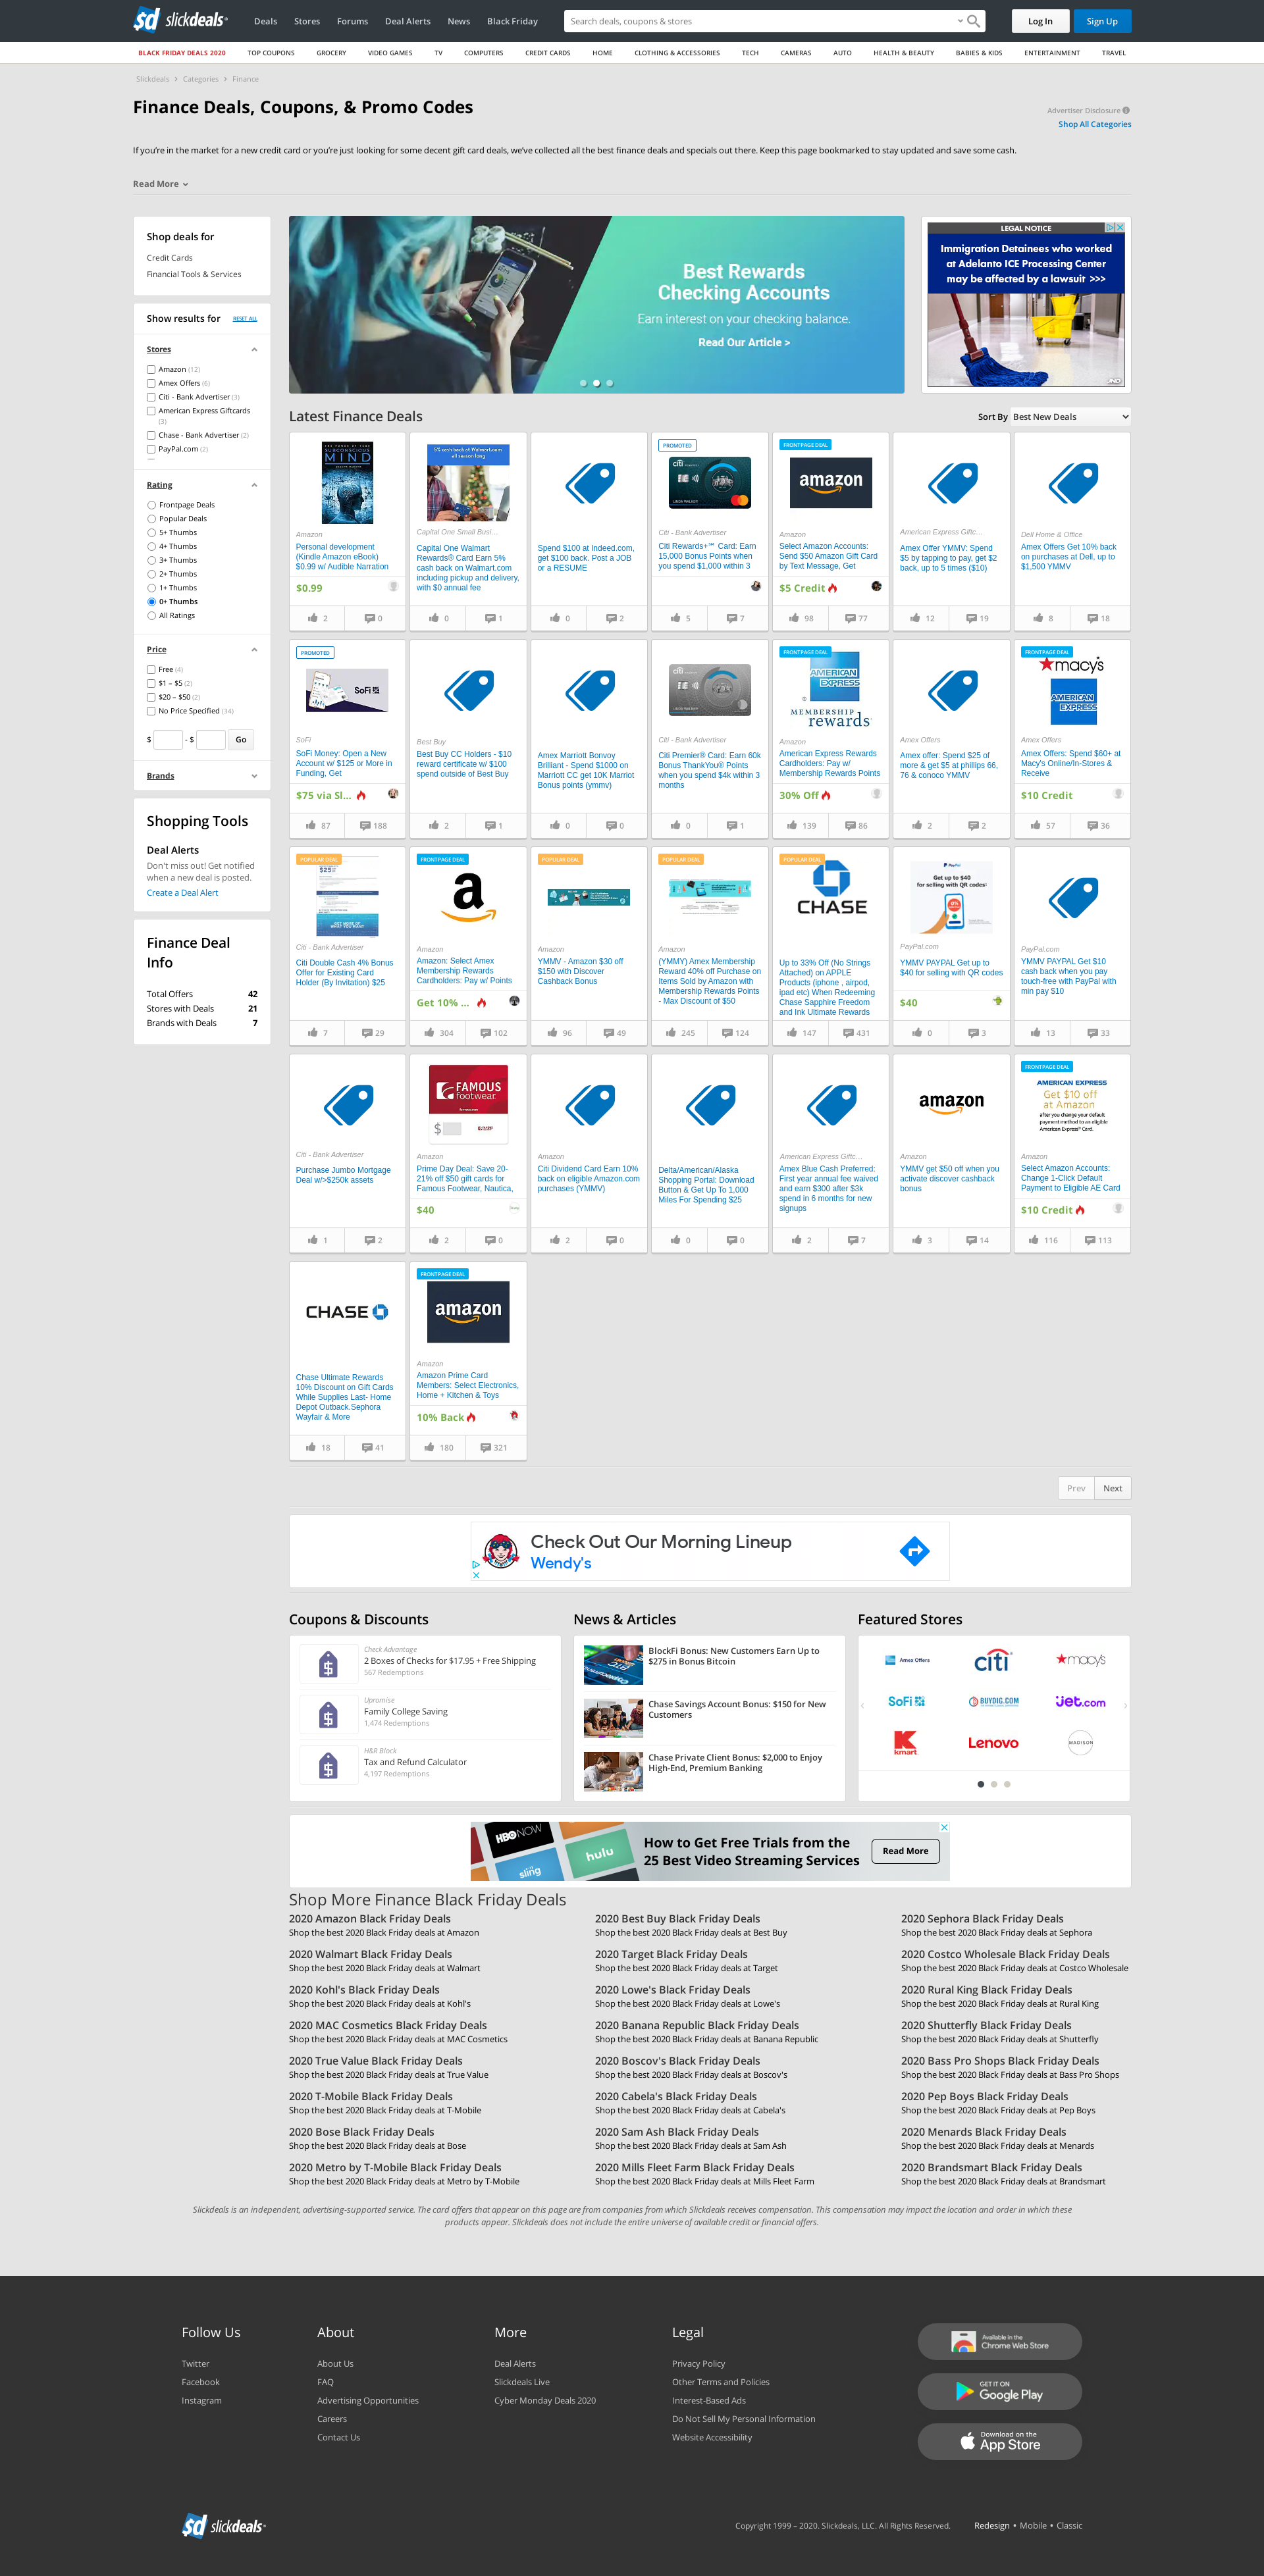 sd slickdeals
Deals Stores Forums Deal Alerts News Black Friday
Search deals, coupons & stores
Log In Sign Up
BLACK FRIDAY DEALS 2020 TOP COUPONS GROCERY VIDEO GAMES TV COMPUTERS CREDIT CARDS HOME CLOTHING & ACCESSORIES TECH CAMERAS AUTO HEALTH & BEAUTY BABIES & KIDS ENTERTAINMENT TRAVEL
Slickdeals > Categories > Finance
Finance Deals, Coupons, & Promo Codes
Advertiser Disclosure
Shop All Categories
If you're in the market for a new credit card or you're just looking for some decent gift card deals, we've collected all the best finance deals and specials out there. Keep this page bookmarked to stay updated and save some cash.
Read More
Shop deals for
Credit Cards
Financial Tools & Services
Show results for RESET ALL
Stores
Amazon (12)
Amex Offers (6)
Citi - Bank Advertiser (3)
American Express Giftcards
(3)
Chase - Bank Advertiser (2)
PayPal.com (2)
Rating
Frontpage Deals
Popular Deals
5+ Thumbs
4+ Thumbs
3+ Thumbs
2+ Thumbs
1+ Thumbs
0+ Thumbs
All Ratings
Price
Free (4)
$1 – $5 (2)
$20 – $50 (2)
No Price Specified (34)
$ - $ Go
Brands
Shopping Tools
Deal Alerts
Don't miss out! Get notified
when a new deal is posted.
Create a Deal Alert
Finance Deal
Info
Total Offers 42
Stores with Deals 21
Brands with Deals 7
Best Rewards
Checking Accounts
Earn interest on your checking balance.
Read Our Article >
LEGAL NOTICE
Immigration Detainees who worked
at Adelanto ICE Processing Center
may be affected by a lawsuit >>>
Latest Finance Deals
Sort By Best New Deals
SUBCONSCIOUS
MIND
Amazon
Personal development
(Kindle Amazon eBook)
$0.99 w/ Audible Narration
$0.99
2 0
5% cash back at Walmart.com
all season long
Capital One Small Busi...
Capital One Walmart
Rewards® Card Earn 5%
cash back on Walmart.com
including pickup and delivery,
with $0 annual fee
0 1
Spend $100 at Indeed.com,
get $100 back. Post a JOB
or a RESUME
0 2
PROMOTED
citi
Citi - Bank Advertiser
Citi Rewards+℠ Card: Earn
15,000 Bonus Points when
you spend $1,000 within 3
5 7
FRONTPAGE DEAL
amazon
Amazon
Select Amazon Accounts:
Send $50 Amazon Gift Card
by Text Message, Get
$5 Credit
98 77
American Express Giftc...
Amex Offer YMMV: Spend
$5 by tapping to pay, get $2
back, up to 5 times ($10)
12 19
Dell Home & Office
Amex Offers Get 10% back
on purchases at Dell, up to
$1,500 YMMV
8 18
PROMOTED
SoFi
SoFi
SoFi Money: Open a New
Account w/ $125 or More in
Funding, Get
$75 via Sl...
87 188
Best Buy
Best Buy CC Holders - $10
reward certificate w/ $100
spend outside of Best Buy
2 1
Amex Marriott Bonvoy
Brilliant - Spend $1000 on
Marriott CC get 10K Marriot
Bonus points (ymmv)
0 0
citi
Citi - Bank Advertiser
Citi Premier® Card: Earn 60k
Bonus ThankYou® Points
when you spend $4k within 3
months
0 1
FRONTPAGE DEAL
AMERICAN EXPRESS
MEMBERSHIP
rewards
Amazon
American Express Rewards
Cardholders: Pay w/
Membership Rewards Points
30% Off
139 86
Amex Offers
Amex offer: Spend $25 of
more & get $5 at phillips 66,
76 & conoco YMMV
2 2
FRONTPAGE DEAL
macy's
AMERICAN EXPRESS
Amex Offers
Amex Offers: Spend $60+ at
Macy's Online/In-Stores &
Receive
$10 Credit
57 36
POPULAR DEAL
$25
Citi - Bank Advertiser
Citi Double Cash 4% Bonus
Offer for Existing Card
Holder (By Invitation) $25
7 29
FRONTPAGE DEAL
a
Amazon
Amazon: Select Amex
Membership Rewards
Cardholders: Pay w/ Points
Get 10% ...
304 102
POPULAR DEAL
Amazon
YMMV - Amazon $30 off
$150 with Discover
Cashback Bonus
96 49
POPULAR DEAL
Amazon
(YMMY) Amex Membership
Reward 40% off Purchase on
Items Sold by Amazon with
Membership Rewards Points
- Max Discount of $50
245 124
POPULAR DEAL
CHASE
Up to 33% Off (No Strings
Attached) on APPLE
Products (iphone , airpod,
ipad etc) When Redeeming
Chase Sapphire Freedom
and Ink Ultimate Rewards
147 431
PayPal
Get up to $40
for selling with QR codes
PayPal.com
YMMV PAYPAL Get up to
$40 for selling with QR codes
$40
0 3
PayPal.com
YMMV PAYPAL Get $10
cash back when you pay
touch-free with PayPal with
min pay $10
13 33
Citi - Bank Advertiser
Purchase Jumbo Mortgage
Deal w/>$250k assets
1 2
FAMOUS
footwear
$
Amazon
Prime Day Deal: Save 20-
21% off $50 gift cards for
Famous Footwear, Nautica,
$40
2 0
Amazon
Citi Dividend Card Earn 10%
back on eligible Amazon.com
purchases (YMMV)
2 0
Delta/American/Alaska
Shopping Portal: Download
Button & Get Up To 1,000
Miles For Spending $25
0 0
American Express Giftc...
Amex Blue Cash Preferred:
First year annual fee waived
and earn $300 after $3k
spend in 6 months for new
signups
2 7
amazon
Amazon
YMMV get $50 off when you
activate discover cashback
bonus
3 14
FRONTPAGE DEAL
AMERICAN EXPRESS
Get $10 off
at Amazon
after you change your default
payment method to an eligible
American Express® Card.
Amazon
Select Amazon Accounts:
Change 1-Click Default
Payment to Eligible AE Card
$10 Credit
116 113
CHASE
Chase Ultimate Rewards
10% Discount on Gift Cards
While Supplies Last- Home
Depot Outback.Sephora
Wayfair & More
18 41
FRONTPAGE DEAL
amazon
Amazon
Amazon Prime Card
Members: Select Electronics,
Home + Kitchen & Toys
10% Back
180 321
Prev Next
Check Out Our Morning Lineup
Wendy's
Coupons & Discounts
Check Advantage
2 Boxes of Checks for $17.95 + Free Shipping
567 Redemptions
Upromise
Family College Saving
1,474 Redemptions
H&R Block
Tax and Refund Calculator
4,197 Redemptions
News & Articles
BlockFi Bonus: New Customers Earn Up to
$275 in Bonus Bitcoin
Chase Savings Account Bonus: $150 for New
Customers
Chase Private Client Bonus: $2,000 to Enjoy
High-End, Premium Banking
Featured Stores
Amex Offers citi macy's
SoFi BUYDIG.COM jet.com
kmart Lenovo MADISON
HBO NOW
sling
hulu
How to Get Free Trials from the
25 Best Video Streaming Services
Read More
Shop More Finance Black Friday Deals
2020 Amazon Black Friday Deals 2020 Best Buy Black Friday Deals 2020 Sephora Black Friday Deals
Shop the best 2020 Black Friday deals at Amazon Shop the best 2020 Black Friday deals at Best Buy Shop the best 2020 Black Friday deals at Sephora
2020 Walmart Black Friday Deals 2020 Target Black Friday Deals 2020 Costco Wholesale Black Friday Deals
Shop the best 2020 Black Friday deals at Walmart Shop the best 2020 Black Friday deals at Target Shop the best 2020 Black Friday deals at Costco Wholesale
2020 Kohl's Black Friday Deals 2020 Lowe's Black Friday Deals 2020 Rural King Black Friday Deals
Shop the best 2020 Black Friday deals at Kohl's Shop the best 2020 Black Friday deals at Lowe's Shop the best 2020 Black Friday deals at Rural King
2020 MAC Cosmetics Black Friday Deals 2020 Banana Republic Black Friday Deals 2020 Shutterfly Black Friday Deals
Shop the best 2020 Black Friday deals at MAC Cosmetics Shop the best 2020 Black Friday deals at Banana Republic Shop the best 2020 Black Friday deals at Shutterfly
2020 True Value Black Friday Deals 2020 Boscov's Black Friday Deals 2020 Bass Pro Shops Black Friday Deals
Shop the best 2020 Black Friday deals at True Value Shop the best 2020 Black Friday deals at Boscov's Shop the best 2020 Black Friday deals at Bass Pro Shops
2020 T-Mobile Black Friday Deals 2020 Cabela's Black Friday Deals 2020 Pep Boys Black Friday Deals
Shop the best 2020 Black Friday deals at T-Mobile Shop the best 2020 Black Friday deals at Cabela's Shop the best 2020 Black Friday deals at Pep Boys
2020 Bose Black Friday Deals 2020 Sam Ash Black Friday Deals 2020 Menards Black Friday Deals
Shop the best 2020 Black Friday deals at Bose Shop the best 2020 Black Friday deals at Sam Ash Shop the best 2020 Black Friday deals at Menards
2020 Metro by T-Mobile Black Friday Deals 2020 Mills Fleet Farm Black Friday Deals 2020 Brandsmart Black Friday Deals
Shop the best 2020 Black Friday deals at Metro by T-Mobile Shop the best 2020 Black Friday deals at Mills Fleet Farm Shop the best 2020 Black Friday deals at Brandsmart
Slickdeals is an independent, advertising-supported service. The card offers that appear on this page are from companies from which Slickdeals receives compensation. This compensation may impact the location and order in which these
products appear. Slickdeals does not include the entire universe of available credit or financial offers.
Follow Us
Twitter
Facebook
Instagram
About
About Us
FAQ
Advertising Opportunities
Careers
Contact Us
More
Deal Alerts
Slickdeals Live
Cyber Monday Deals 2020
Legal
Privacy Policy
Other Terms and Policies
Interest-Based Ads
Do Not Sell My Personal Information
Website Accessibility
Available in the
Chrome Web Store
GET IT ON
Google Play
Download on the
App Store
sd slickdeals
Copyright 1999 – 2020. Slickdeals, LLC. All Rights Reserved. Redesign • Mobile • Classic